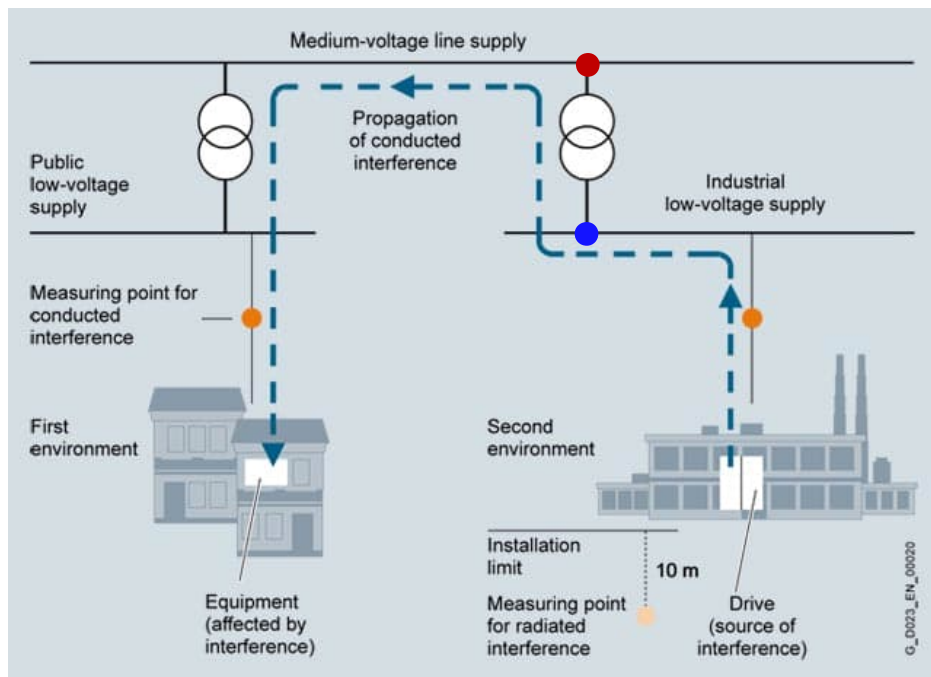 Medium-voltage line supply
Propagation
of conducted
interference
Public
low-voltage
supply
Industrial
low-voltage supply
Measuring point for
conducted
interference
First
environment
Second
environment
Installation
limit
10 m
Equipment
(affected by
interference)
Measuring point
for radiated
interference
Drive
(source of
interference)
G_D023_EN_00020